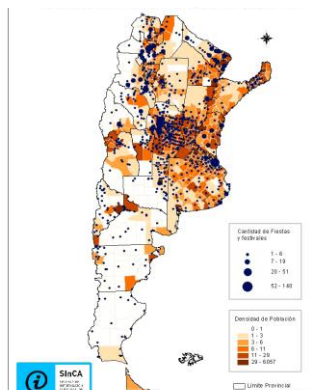 Cantidad de Fiestas
y festivales
1 - 6
7 - 19
20 - 51
52 - 148
Densidad de Población
0 - 1
1 - 3
3 - 6
6 - 11
11 - 29
29 - 6057
Límite Provincial
SInCA